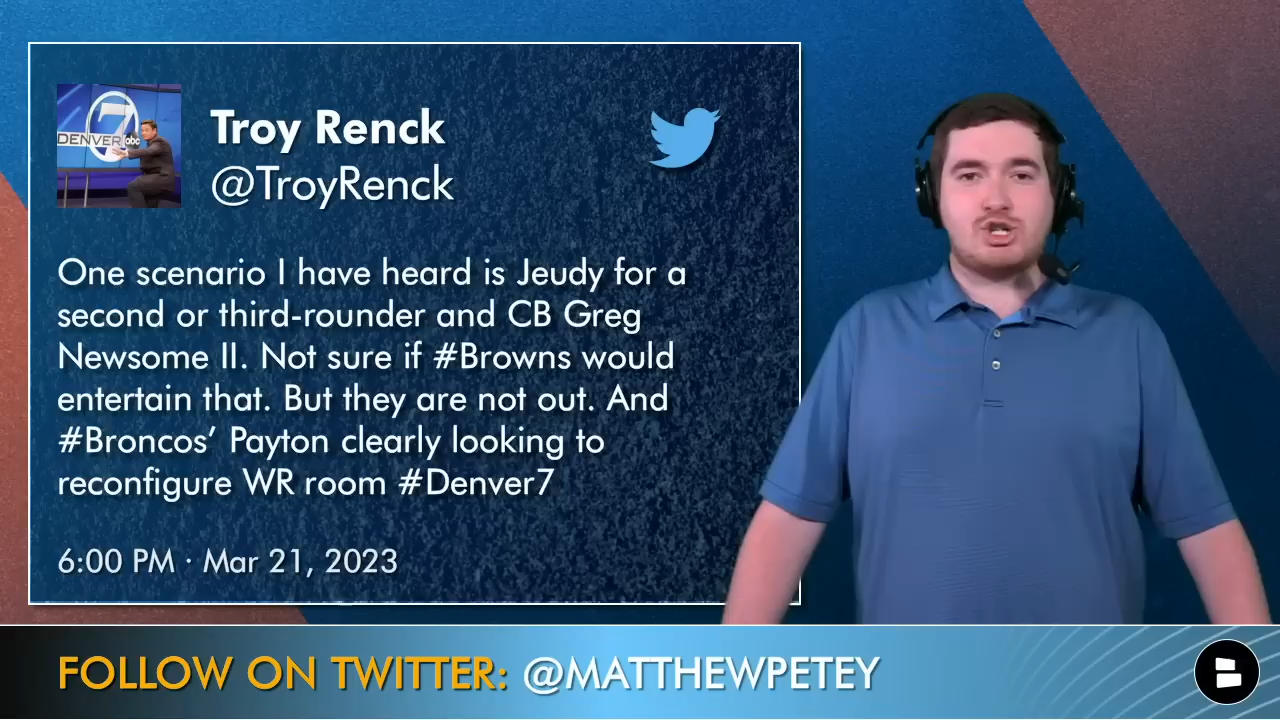 DENVER
7
abc
Troy Renck
@TroyRenck
One scenario I have heard is Jeudy for a
second or third-rounder and CB Greg
Newsome II. Not sure if #Browns would
entertain that. But they are not out. And
#Broncos’ Payton clearly looking to
reconfigure WR room #Denver7
6:00 PM · Mar 21, 2023
FOLLOW ON TWITTER: @MATTHEWPETEY